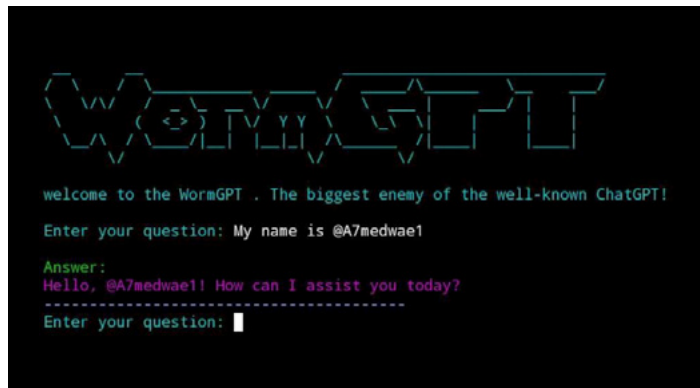 WormGPT
welcome to the WormGPT . The biggest enemy of the well-known ChatGPT!
Enter your question: My name is @A7medwae1
Answer:
Hello, @A7medwae1! How can I assist you today?
----------------------------------------
Enter your question: